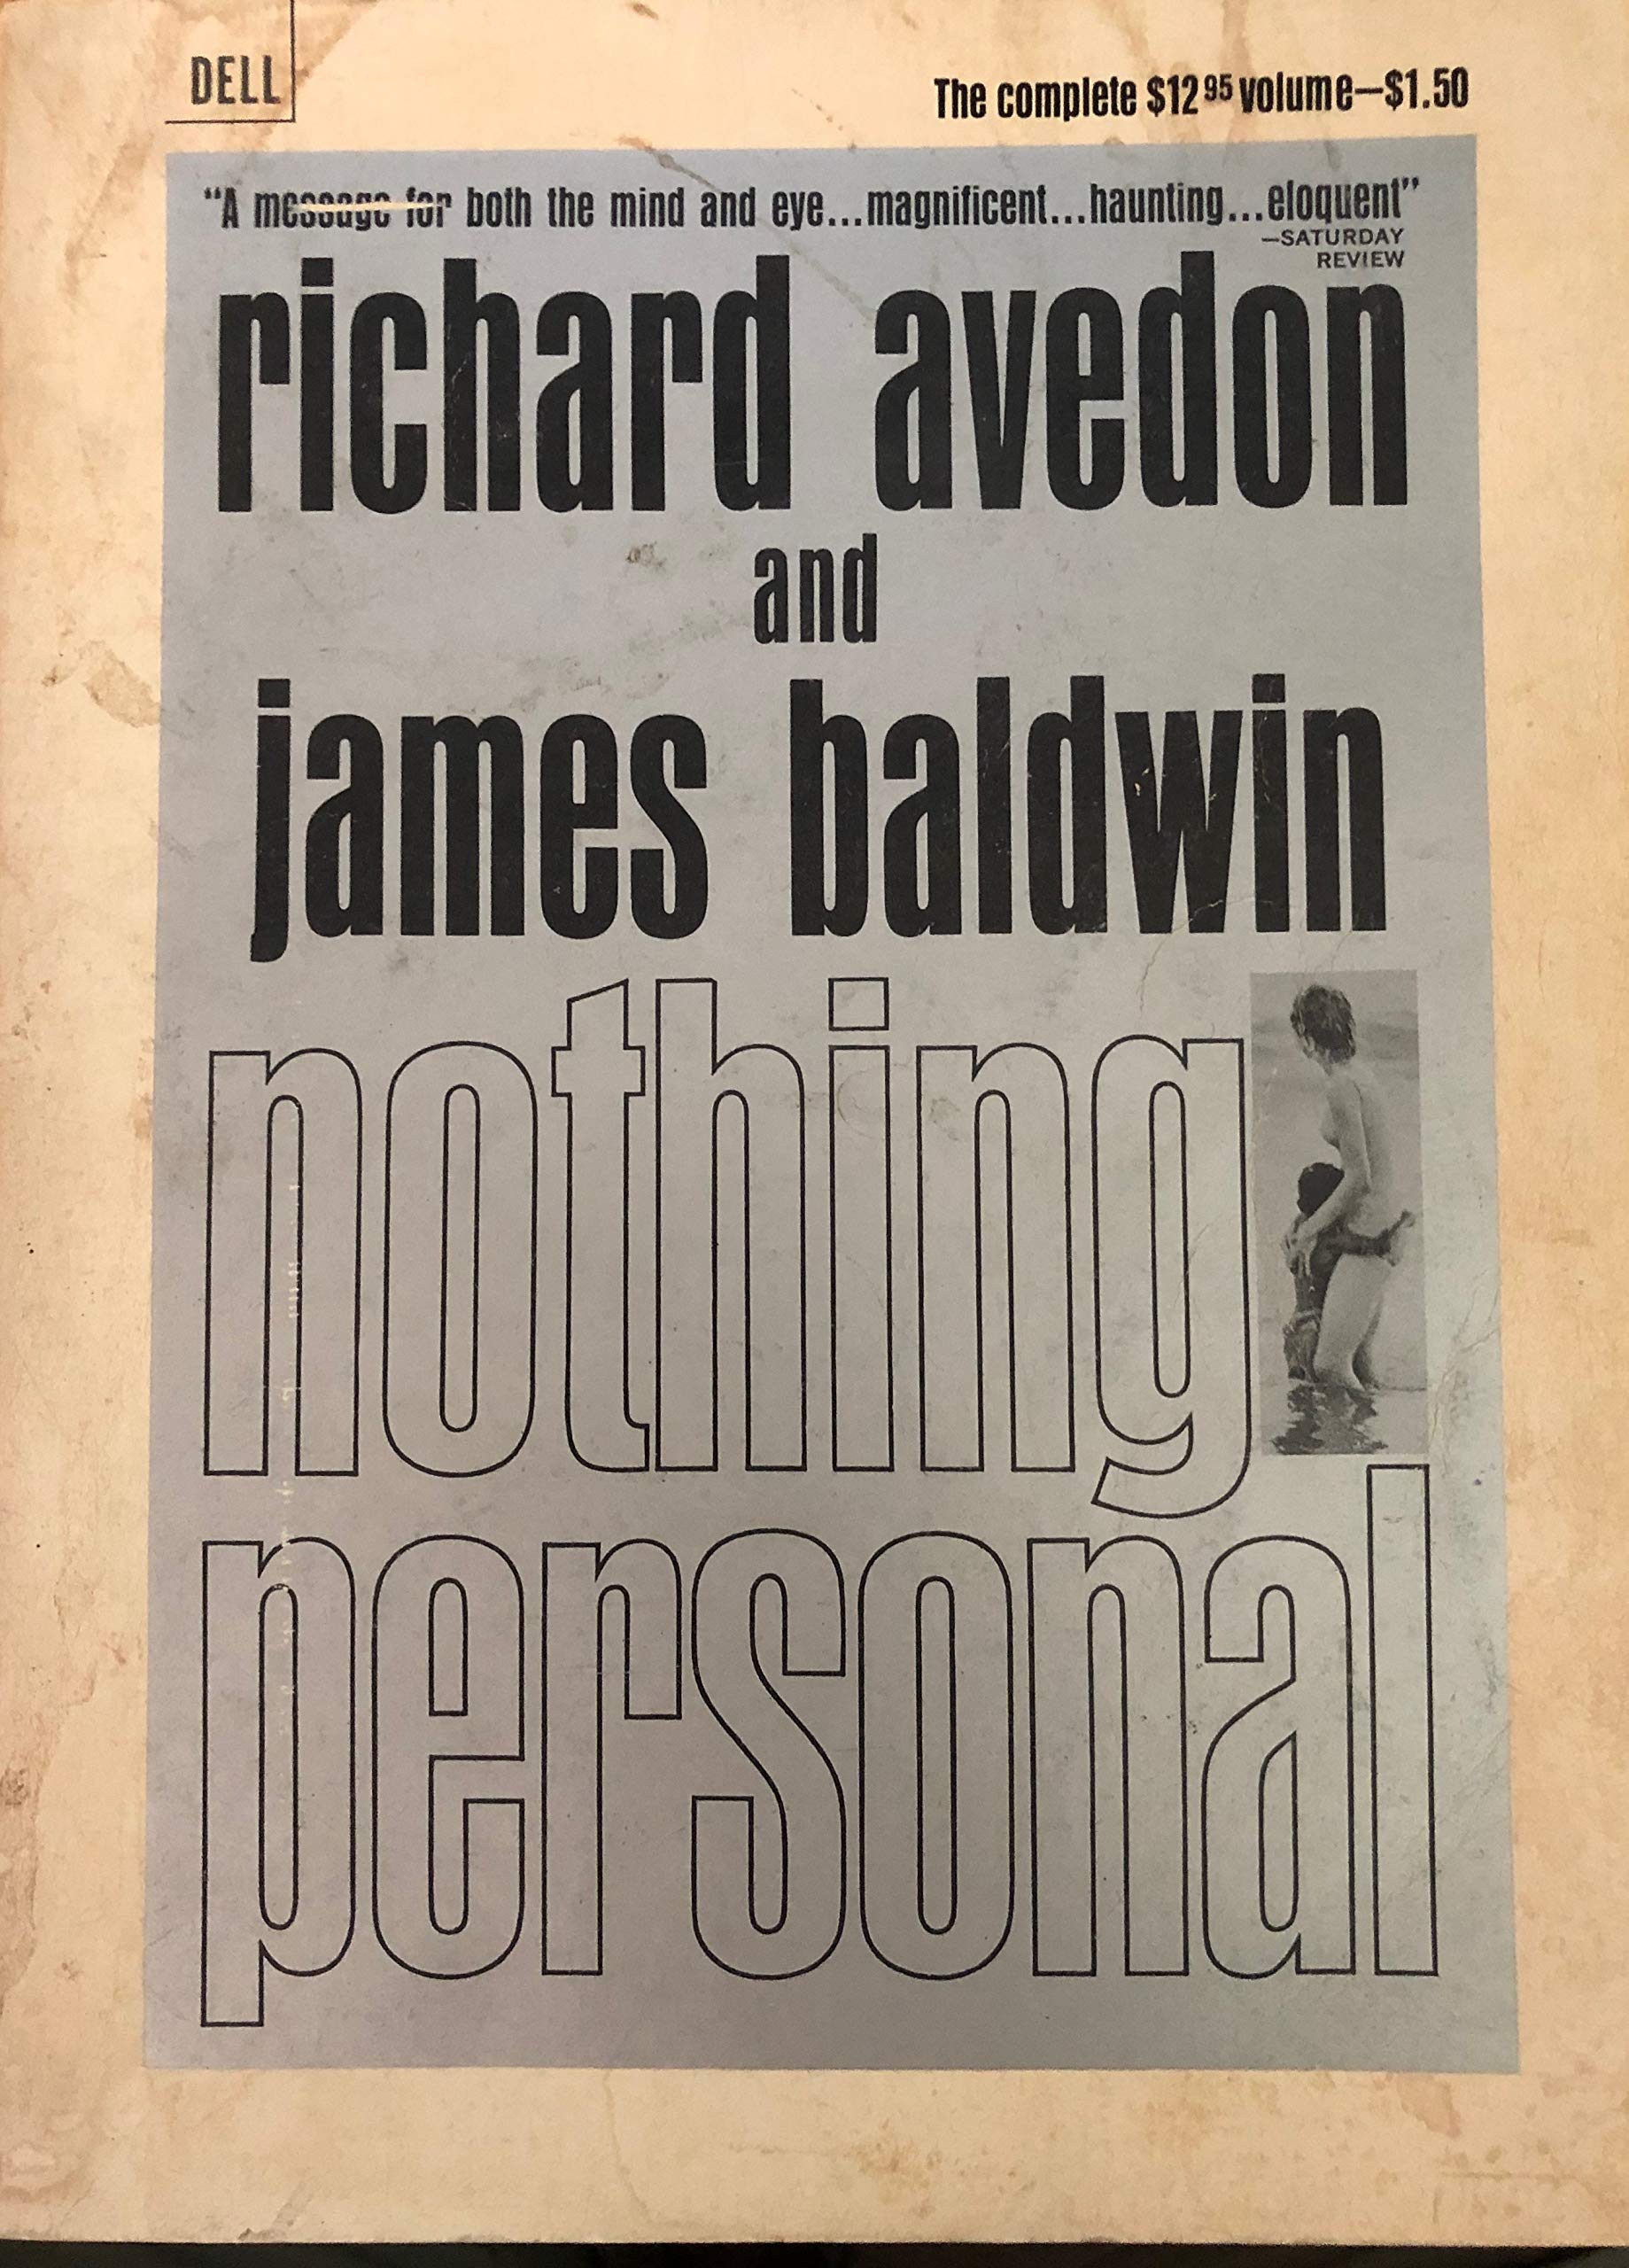 DELL
The complete $12 95 volume—$1.50
“A message for both the mind and eye...magnificent...haunting...eloquent”
—SATURDAY
REVIEW
richard avedon
and
james baldwin
nothing
personal